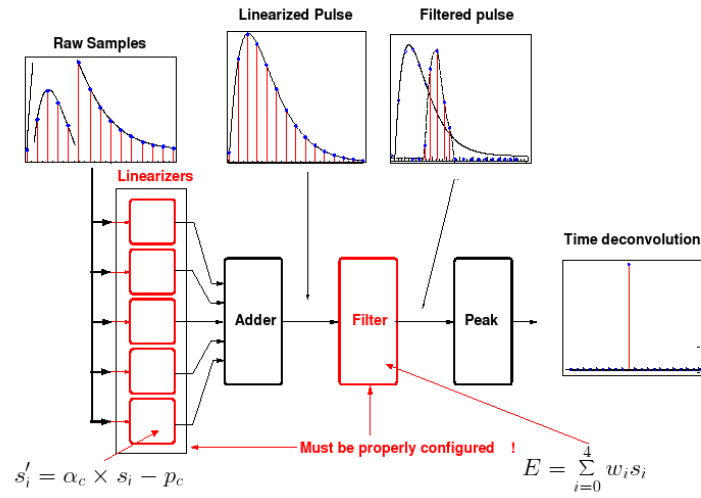 Linearized Pulse
Filtered pulse
Raw Samples
Linearizers
Time deconvolution
Adder
Filter
Peak
Must be properly configured !
s′_i = α_c × s_i − p_c
E = ∑_{i=0}^{4} w_i s_i